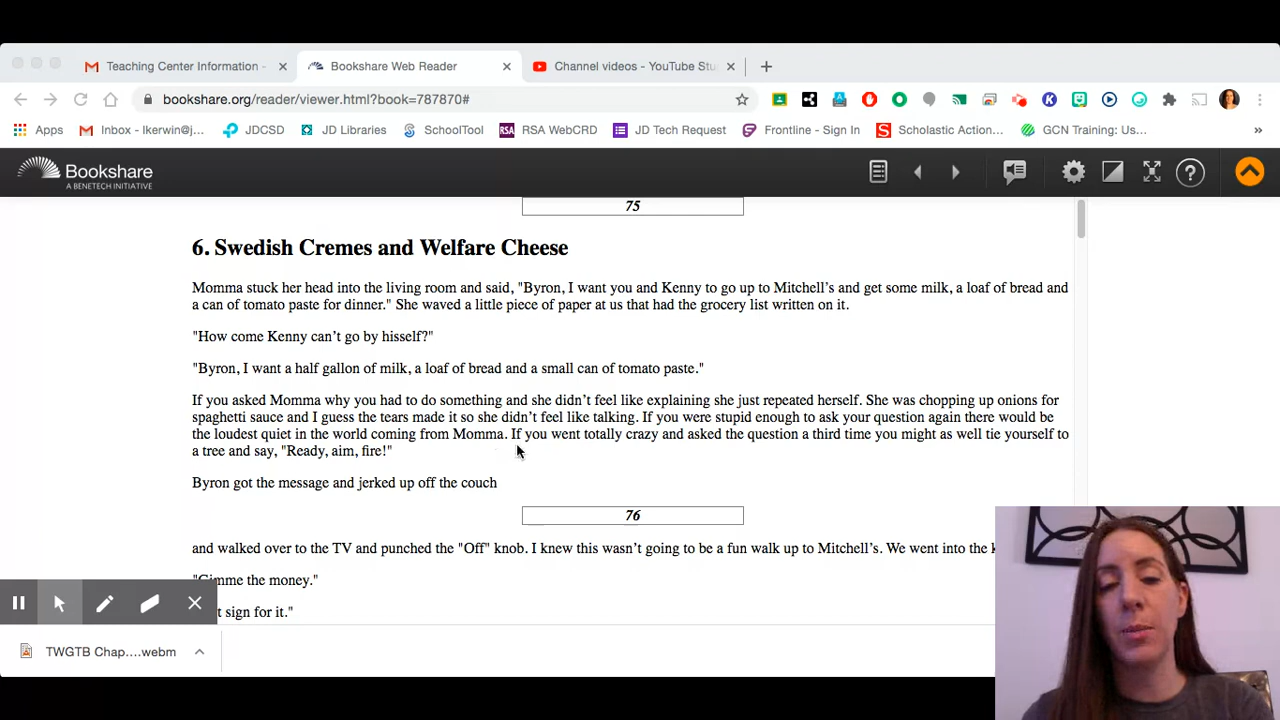 Teaching Center Information -
Bookshare Web Reader
Channel videos - YouTube Stu
bookshare.org/reader/viewer.html?book=787870#
Apps
Inbox - lkerwin@j...
JDCSD
JD Libraries
SchoolTool
RSA WebCRD
JD Tech Request
Frontline - Sign In
Scholastic Action...
GCN Training: Us...
»
Bookshare
A BENETECH INITIATIVE
75
6. Swedish Cremes and Welfare Cheese
Momma stuck her head into the living room and said, "Byron, I want you and Kenny to go up to Mitchell's and get some milk, a loaf of bread and
a can of tomato paste for dinner." She waved a little piece of paper at us that had the grocery list written on it.
"How come Kenny can't go by hisself?"
"Byron, I want a half gallon of milk, a loaf of bread and a small can of tomato paste."
If you asked Momma why you had to do something and she didn't feel like explaining she just repeated herself. She was chopping up onions for
spaghetti sauce and I guess the tears made it so she didn't feel like talking. If you were stupid enough to ask your question again there would be
the loudest quiet in the world coming from Momma. If you went totally crazy and asked the question a third time you might as well tie yourself to
a tree and say, "Ready, aim, fire!"
Byron got the message and jerked up off the couch
76
and walked over to the TV and punched the "Off" knob. I knew this wasn't going to be a fun walk up to Mitchell's. We went into the
"Gimme the money."
sign for it."
TWGTB Chap....webm